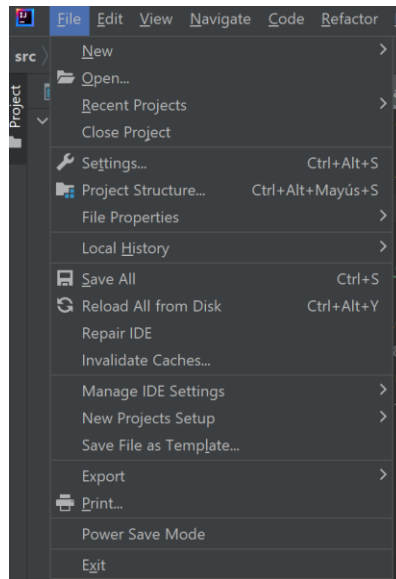 File Edit View Navigate Code Refactor
src
Project
New
Open...
Recent Projects
Close Project
Settings... Ctrl+Alt+S
Project Structure... Ctrl+Alt+Mayús+S
File Properties
Local History
Save All Ctrl+S
Reload All from Disk Ctrl+Alt+Y
Repair IDE
Invalidate Caches...
Manage IDE Settings
New Projects Setup
Save File as Template...
Export
Print...
Power Save Mode
Exit